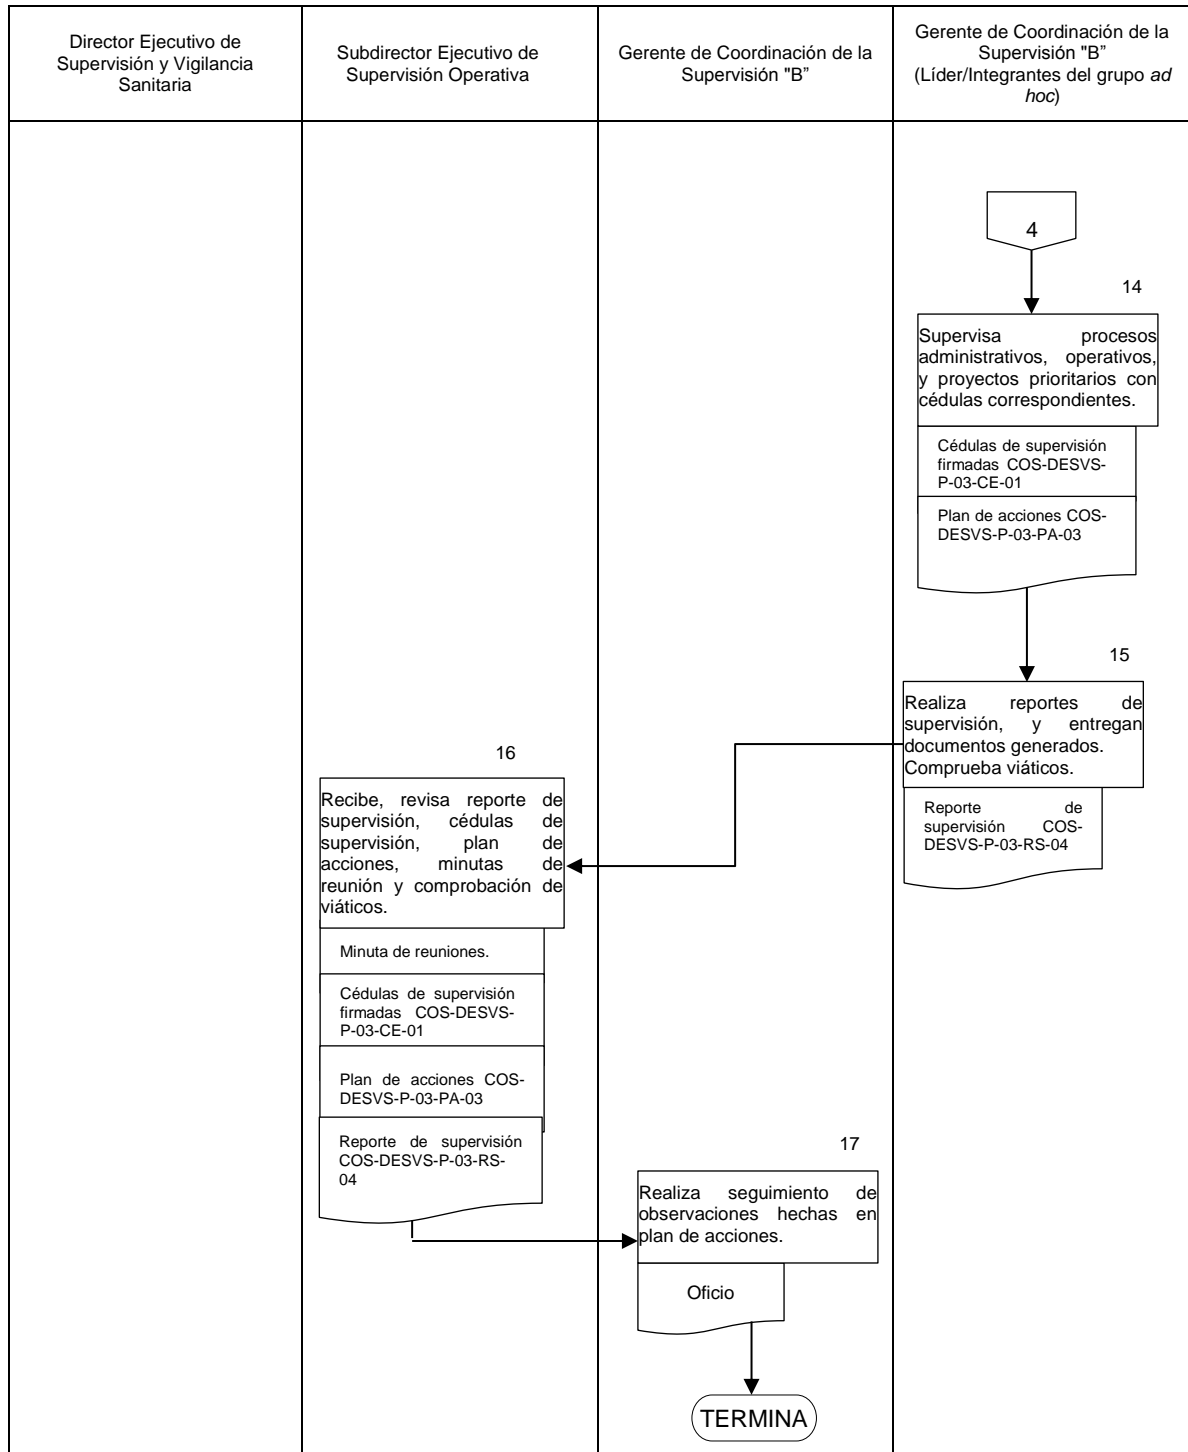 Director Ejecutivo de
Supervisión y Vigilancia
Sanitaria
Subdirector Ejecutivo de
Supervisión Operativa
Gerente de Coordinación de la
Supervisión "B”
Gerente de Coordinación de la
Supervisión "B”
(Líder/Integrantes del grupo ad
hoc)
4
14
Supervisa procesos
administrativos, operativos,
y proyectos prioritarios con
cédulas correspondientes.
Cédulas de supervisión
firmadas COS-DESVS-
P-03-CE-01
Plan de acciones COS-
DESVS-P-03-PA-03
15
Realiza reportes de
supervisión, y entregan
documentos generados.
Comprueba viáticos.
Reporte de
supervisión COS-
DESVS-P-03-RS-04
16
Recibe, revisa reporte de
supervisión, cédulas de
supervisión, plan de
acciones, minutas de
reunión y comprobación de
viáticos.
Minuta de reuniones.
Cédulas de supervisión
firmadas COS-DESVS-
P-03-CE-01
Plan de acciones COS-
DESVS-P-03-PA-03
Reporte de supervisión
COS-DESVS-P-03-RS-
04
17
Realiza seguimiento de
observaciones hechas en
plan de acciones.
Oficio
TERMINA